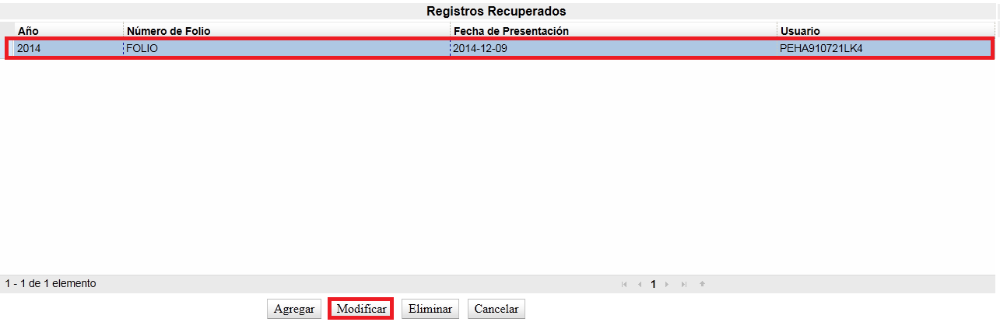 Registros Recuperados
Año Número de Folio Fecha de Presentación Usuario
2014 FOLIO 2014-12-09 PEHA910721LK4
1 - 1 de 1 elemento 1
Agregar Modificar Eliminar Cancelar